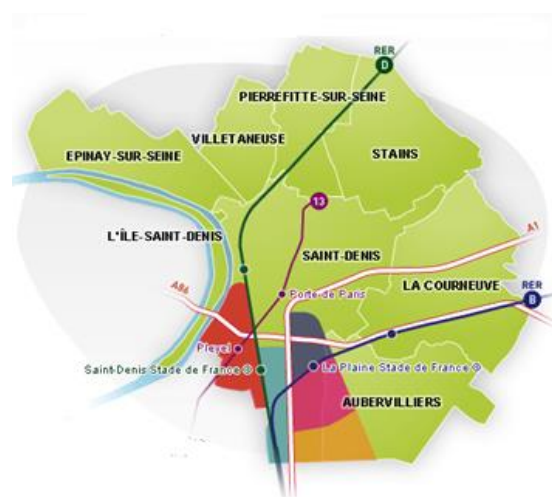 RER
D
PIERREFITTE-SUR-SEINE
VILLETANEUSE
EPINAY-SUR-SEINE
STAINS
13
A1
L'ÎLE-SAINT-DENIS
SAINT-DENIS
LA COURNEUVE
A86
RER
B
Porte de Paris
Pleyel
Saint-Denis Stade de France
La Plaine Stade de France
AUBERVILLIERS